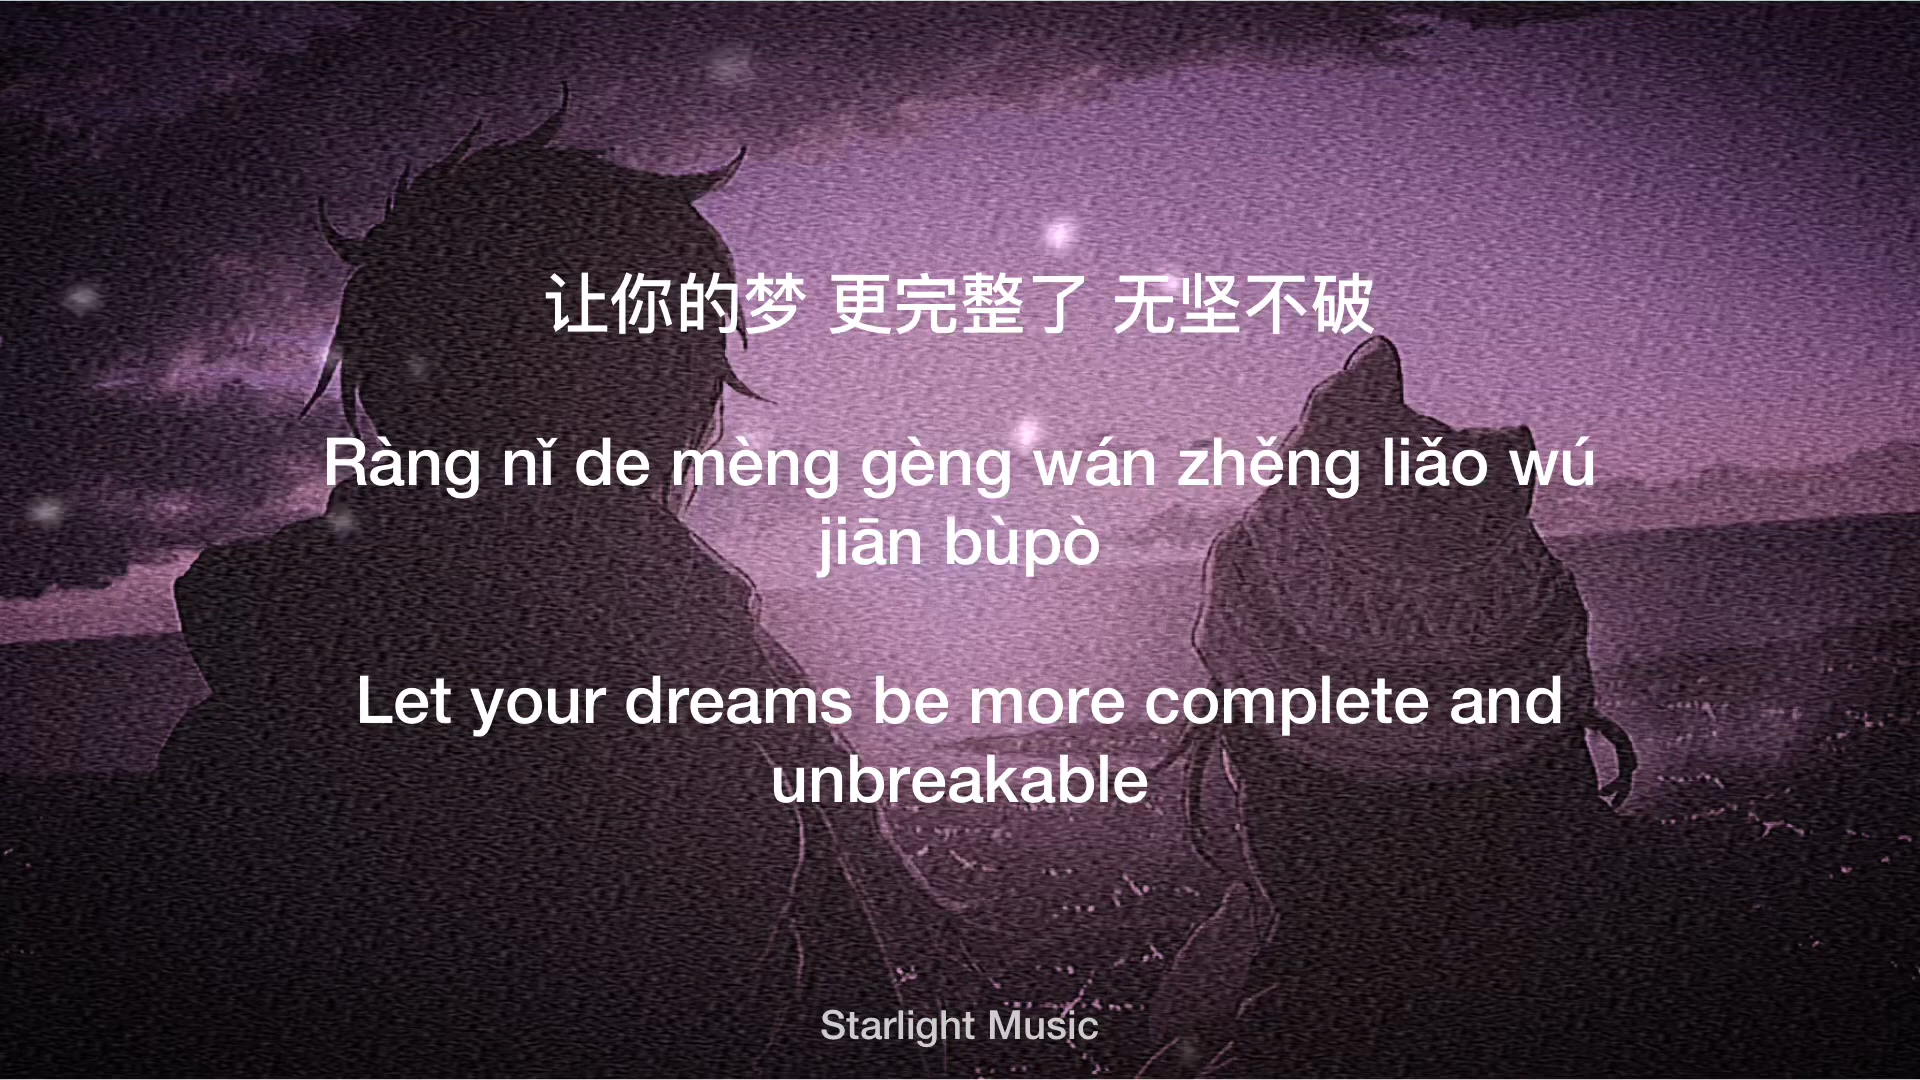 让你的梦 更完整了 无坚不破
Ràng nǐ de mèng gèng wán zhěng liǎo wú
jiān bùpò
Let your dreams be more complete and
unbreakable
Starlight Music